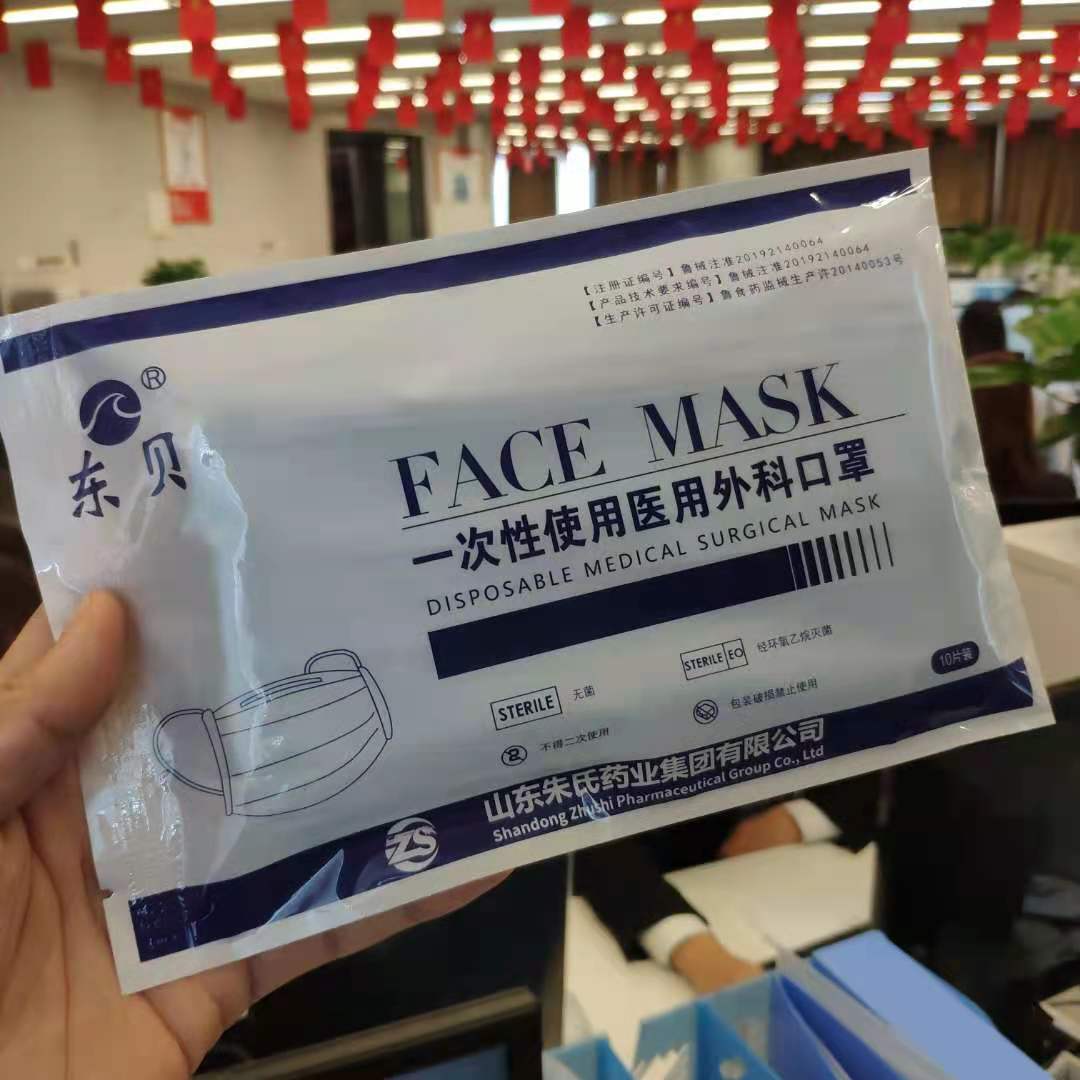 【注册证编号】鲁械注准20192140064
【产品技术要求编号】鲁械注准20192140064
【生产许可证编号】鲁食药监械生产许20140053号
®
东贝
FACE MASK
一次性使用医用外科口罩
DISPOSABLE MEDICAL SURGICAL MASK
STERILE 无菌
STERILE EO 经环氧乙烷灭菌
不得二次使用
包装破损禁止使用
10片装
ZS
山东朱氏药业集团有限公司
Shandong Zhushi Pharmaceutical Group Co., Ltd